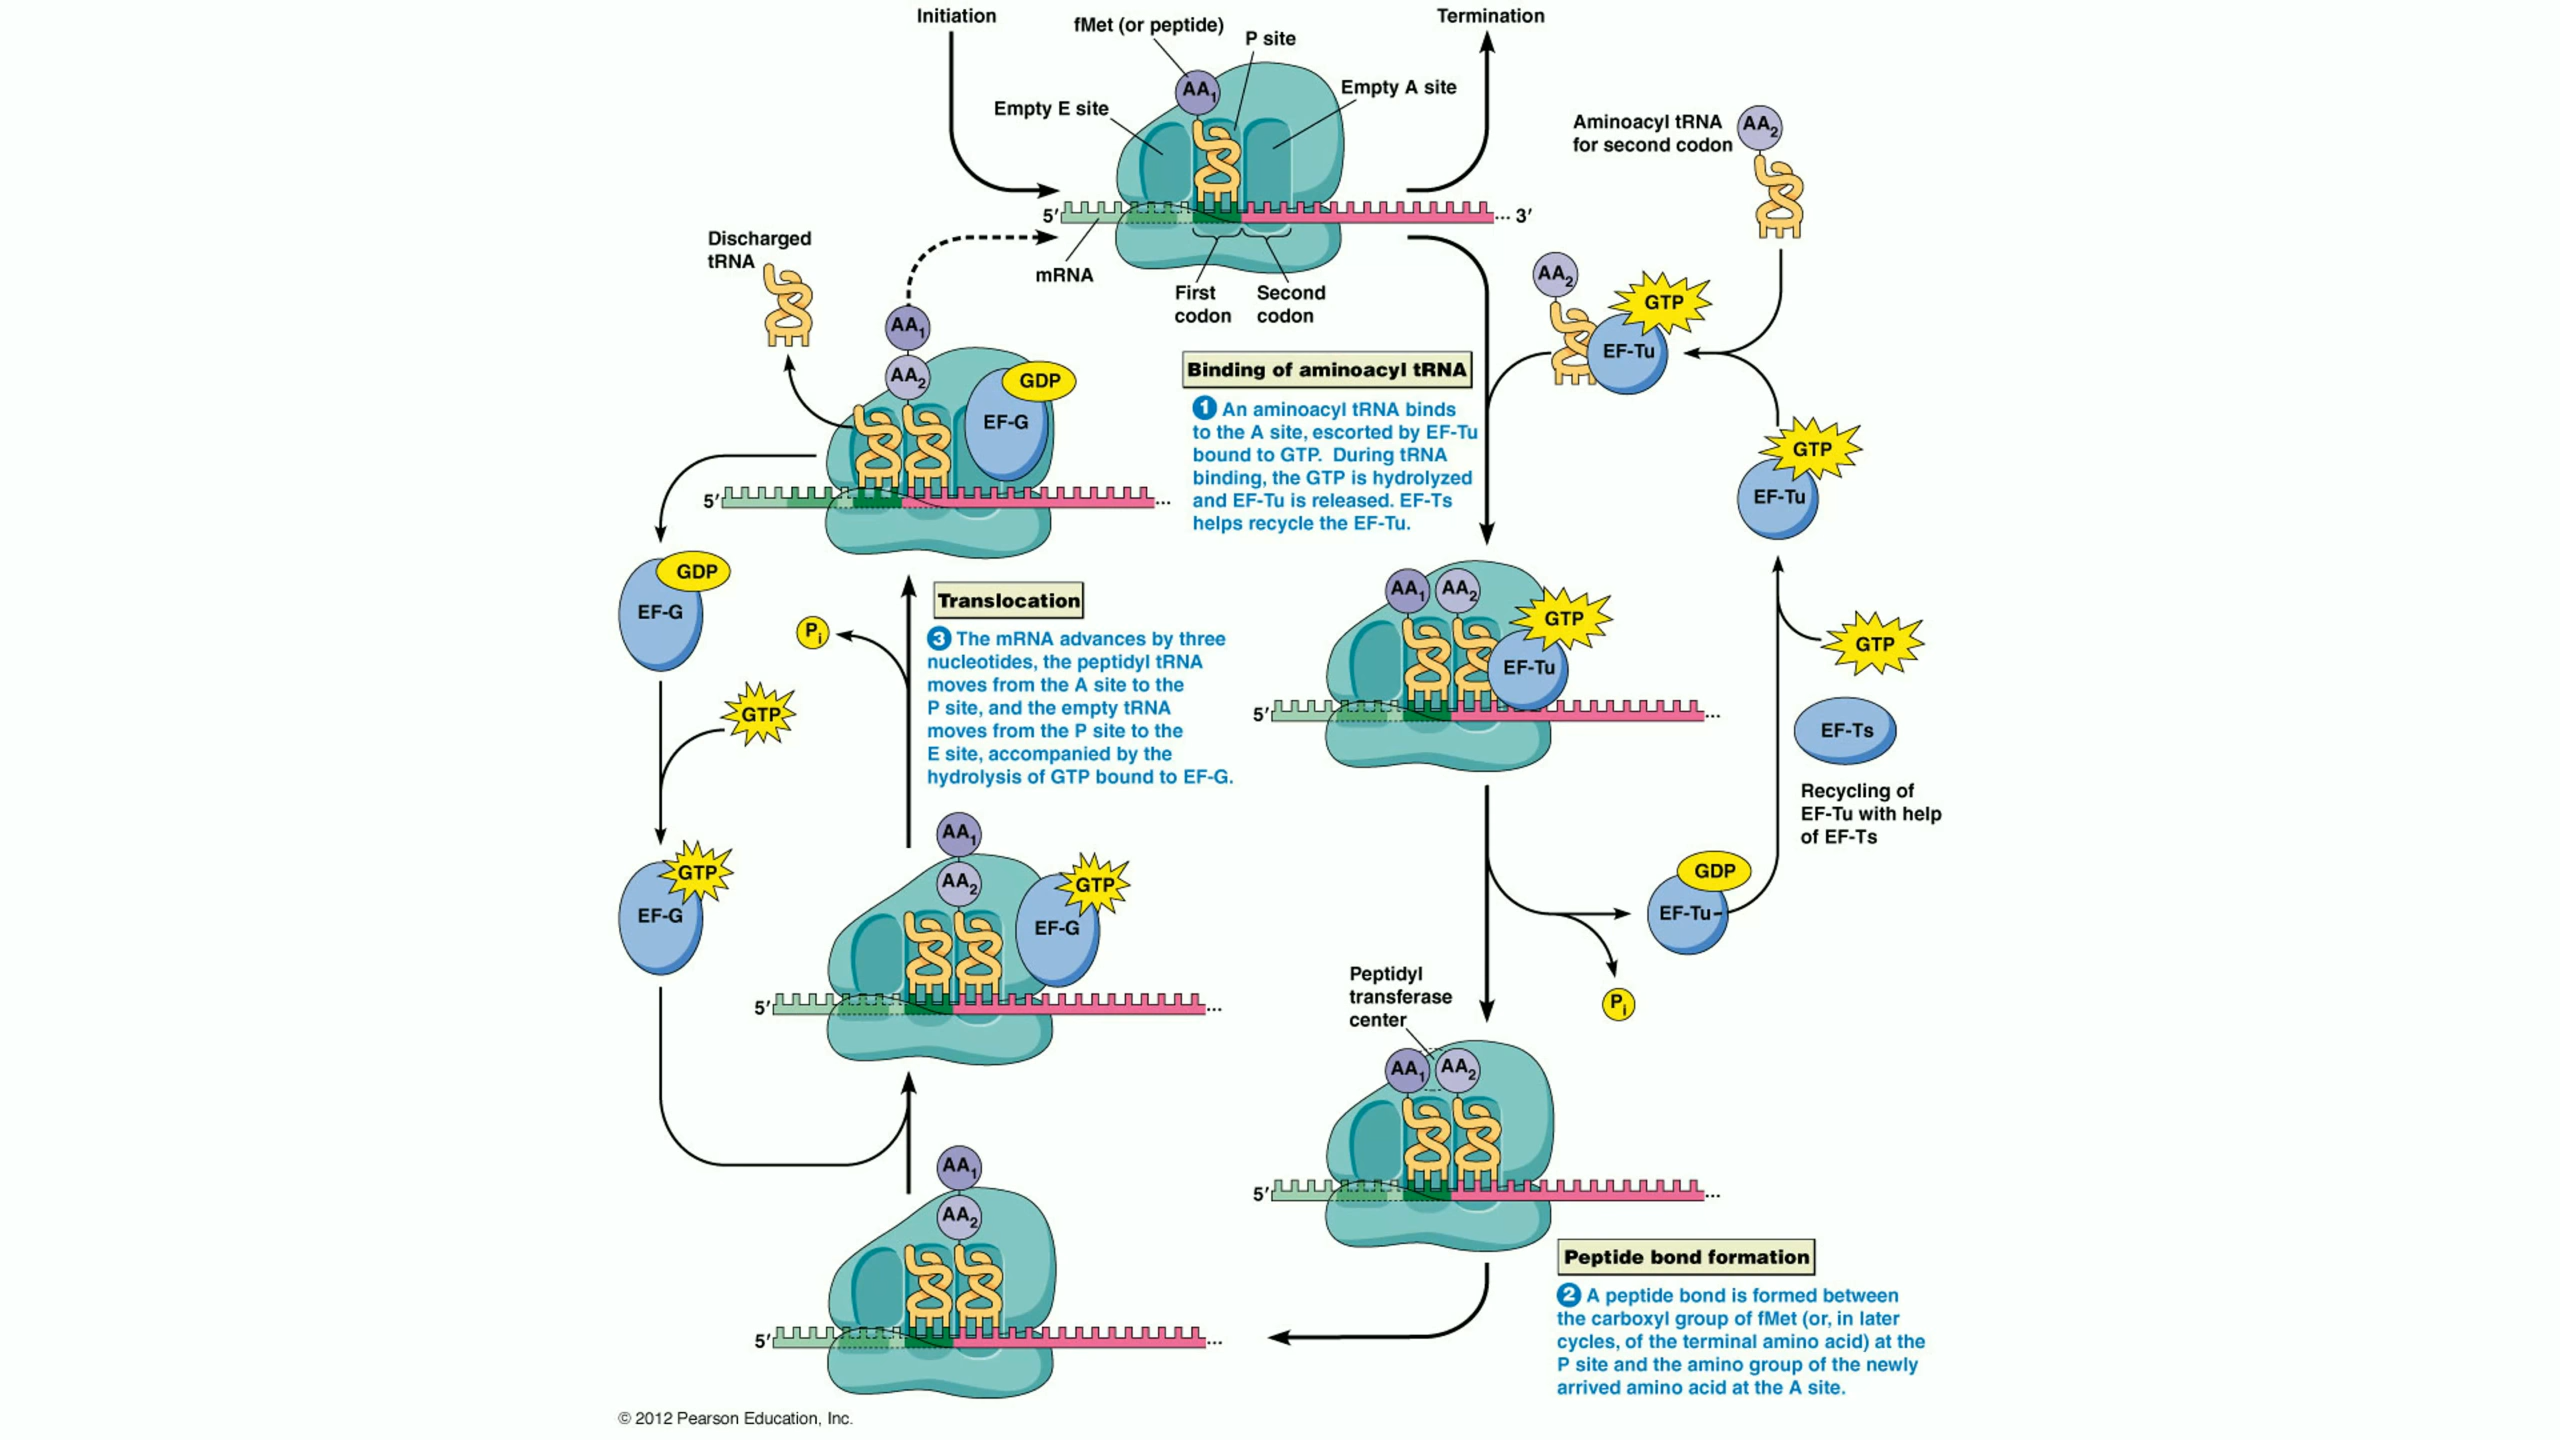 Initiation
fMet (or peptide)
P site
Termination
Empty E site
AA1
Empty A site
Aminoacyl tRNA
for second codon
AA2
5′
... 3′
mRNA
First
codon
Second
codon
Discharged
tRNA
AA1
AA2
GDP
EF-G
5′
...
AA2
GTP
EF-Tu
Binding of aminoacyl tRNA
1 An aminoacyl tRNA binds
to the A site, escorted by EF-Tu
bound to GTP. During tRNA
binding, the GTP is hydrolyzed
and EF-Tu is released. EF-Ts
helps recycle the EF-Tu.
GTP
EF-Tu
GDP
EF-G
Translocation
3 The mRNA advances by three
nucleotides, the peptidyl tRNA
moves from the A site to the
P site, and the empty tRNA
moves from the P site to the
E site, accompanied by the
hydrolysis of GTP bound to EF-G.
Pi
GTP
AA1
AA2
GTP
EF-Tu
5′
...
GTP
EF-Ts
Recycling of
EF-Tu with help
of EF-Ts
GTP
EF-G
AA1
AA2
GTP
EF-G
5′
...
GDP
EF-Tu
Pi
Peptidyl
transferase
center
AA1
AA2
5′
...
AA1
AA2
5′
...
Peptide bond formation
2 A peptide bond is formed between
the carboxyl group of fMet (or, in later
cycles, of the terminal amino acid) at the
P site and the amino group of the newly
arrived amino acid at the A site.
© 2012 Pearson Education, Inc.